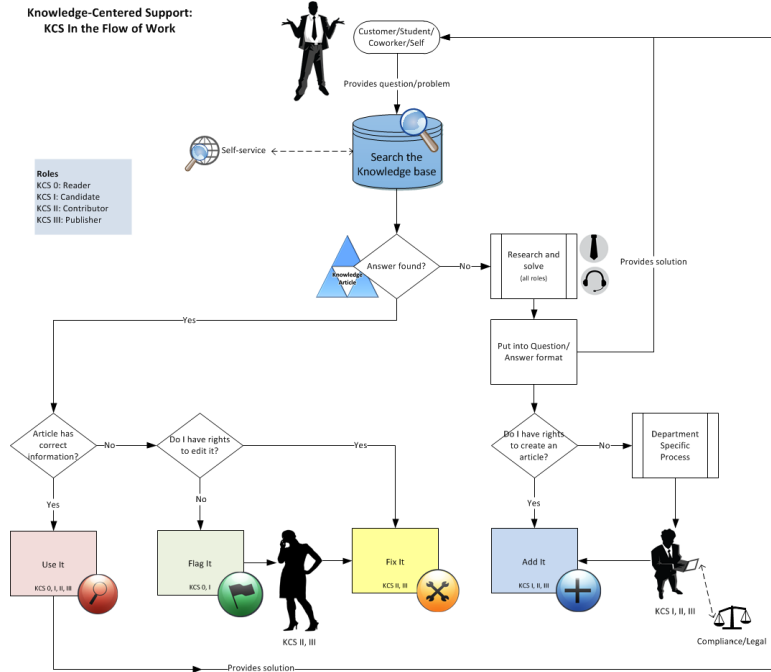 Knowledge-Centered Support:
KCS In the Flow of Work
Customer/Student/
Coworker/Self
Provides question/problem
Self-service
Search the
Knowledge base
Roles
KCS 0: Reader
KCS I: Candidate
KCS II: Contributor
KCS III: Publisher
Answer found?
Knowledge
Article
No
Research and
solve
(all roles)
Provides solution
Yes
Put into Question/
Answer format
Article has
correct
information?
No
Do I have rights
to edit it?
Yes
Do I have rights
to create an
article?
No
Department
Specific
Process
Yes
No
Yes
Use It
KCS 0, I, II, III
Flag It
KCS 0, I
KCS II, III
Fix It
KCS II, III
Add It
KCS I, II, III
KCS I, II, III
Compliance/Legal
Provides solution